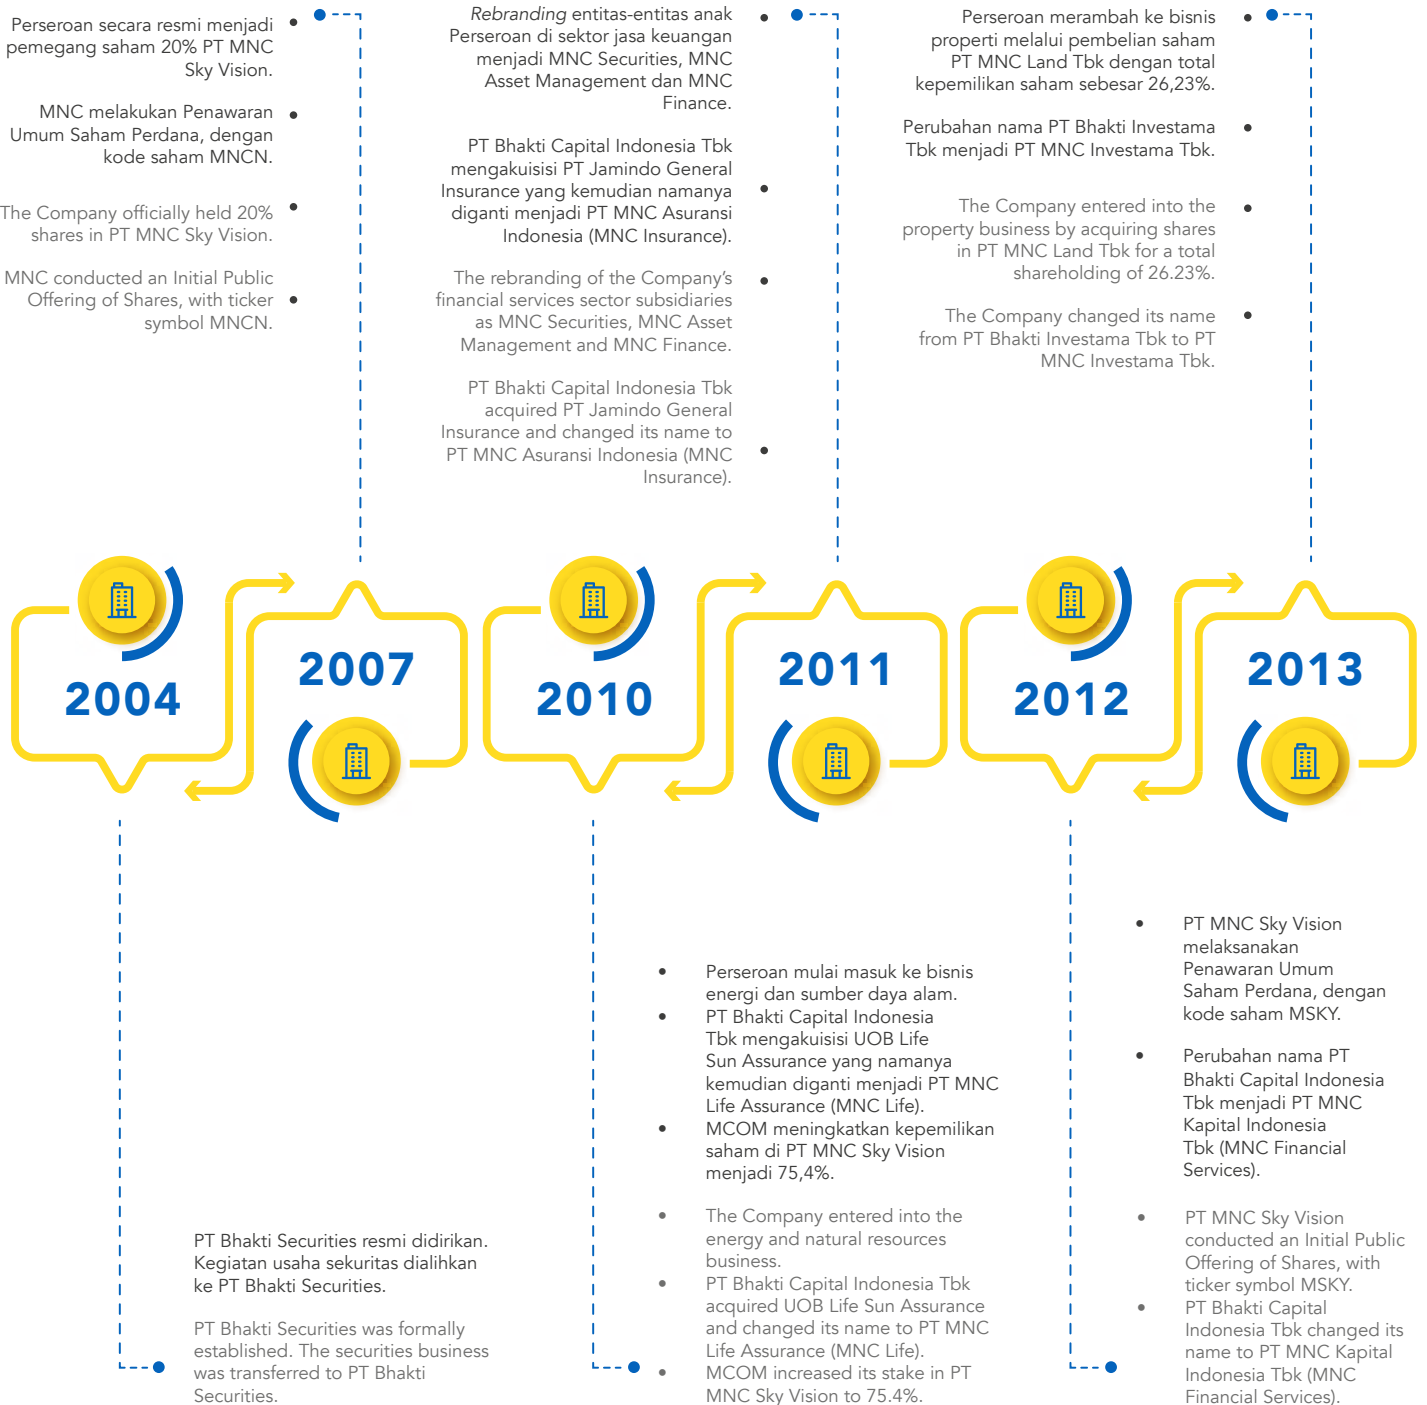 Perseroan secara resmi menjadi
pemegang saham 20% PT MNC
Sky Vision.
MNC melakukan Penawaran
Umum Saham Perdana, dengan
kode saham MNCN.
The Company officially held 20%
shares in PT MNC Sky Vision.
MNC conducted an Initial Public
Offering of Shares, with ticker
symbol MNCN.
Rebranding entitas-entitas anak
Perseroan di sektor jasa keuangan
menjadi MNC Securities, MNC
Asset Management dan MNC
Finance.
PT Bhakti Capital Indonesia Tbk
mengakuisisi PT Jamindo General
Insurance yang kemudian namanya
diganti menjadi PT MNC Asuransi
Indonesia (MNC Insurance).
The rebranding of the Company's
financial services sector subsidiaries
as MNC Securities, MNC Asset
Management and MNC Finance.
PT Bhakti Capital Indonesia Tbk
acquired PT Jamindo General
Insurance and changed its name to
PT MNC Asuransi Indonesia (MNC
Insurance).
Perseroan merambah ke bisnis
properti melalui pembelian saham
PT MNC Land Tbk dengan total
kepemilikan saham sebesar 26,23%.
Perubahan nama PT Bhakti Investama
Tbk menjadi PT MNC Investama Tbk.
The Company entered into the
property business by acquiring shares
in PT MNC Land Tbk for a total
shareholding of 26.23%.
The Company changed its name
from PT Bhakti Investama Tbk to PT
MNC Investama Tbk.
2004
2007
2010
2011
2012
2013
PT Bhakti Securities resmi didirikan.
Kegiatan usaha sekuritas dialihkan
ke PT Bhakti Securities.
PT Bhakti Securities was formally
established. The securities business
was transferred to PT Bhakti
Securities.
Perseroan mulai masuk ke bisnis
energi dan sumber daya alam.
PT Bhakti Capital Indonesia
Tbk mengakuisisi UOB Life
Sun Assurance yang namanya
kemudian diganti menjadi PT MNC
Life Assurance (MNC Life).
MCOM meningkatkan kepemilikan
saham di PT MNC Sky Vision
menjadi 75,4%.
The Company entered into the
energy and natural resources
business.
PT Bhakti Capital Indonesia Tbk
acquired UOB Life Sun Assurance
and changed its name to PT MNC
Life Assurance (MNC Life).
MCOM increased its stake in PT
MNC Sky Vision to 75.4%.
PT MNC Sky Vision
melaksanakan
Penawaran Umum
Saham Perdana, dengan
kode saham MSKY.
Perubahan nama PT
Bhakti Capital Indonesia
Tbk menjadi PT MNC
Kapital Indonesia
Tbk (MNC Financial
Services).
PT MNC Sky Vision
conducted an Initial Public
Offering of Shares, with
ticker symbol MSKY.
PT Bhakti Capital
Indonesia Tbk changed its
name to PT MNC Kapital
Indonesia Tbk (MNC
Financial Services).